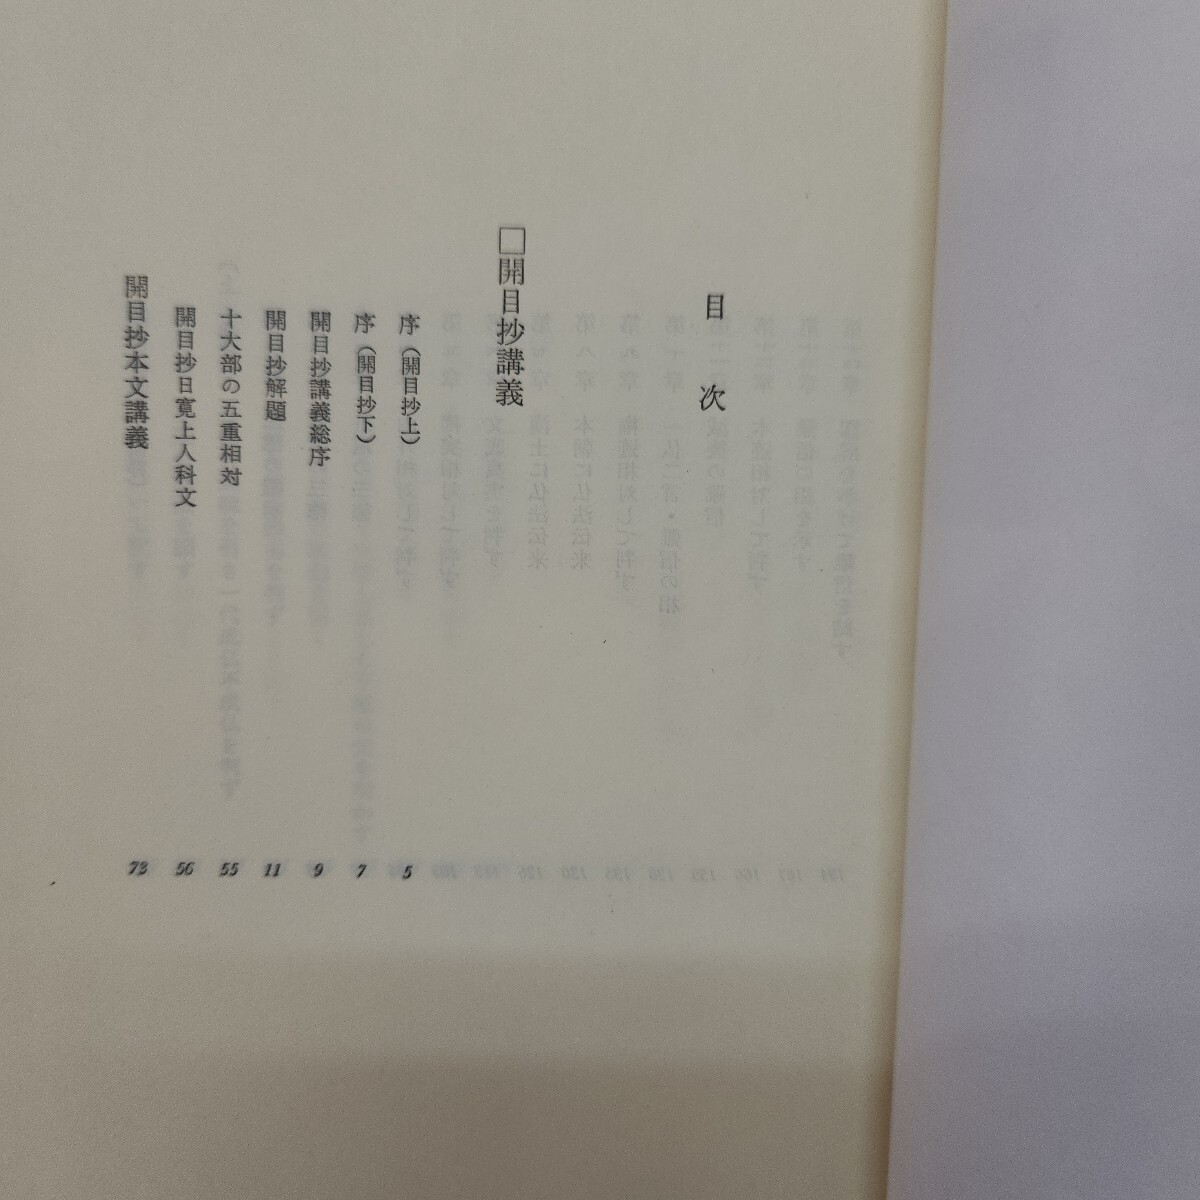 目次
□開目抄講義
序（開目抄上） 5
序（開目抄下） 7
開目抄講義総序 9
開目抄解題 11
十大部の五重相対 55
開目抄日寛上人科文 56
開目抄本文講義 73